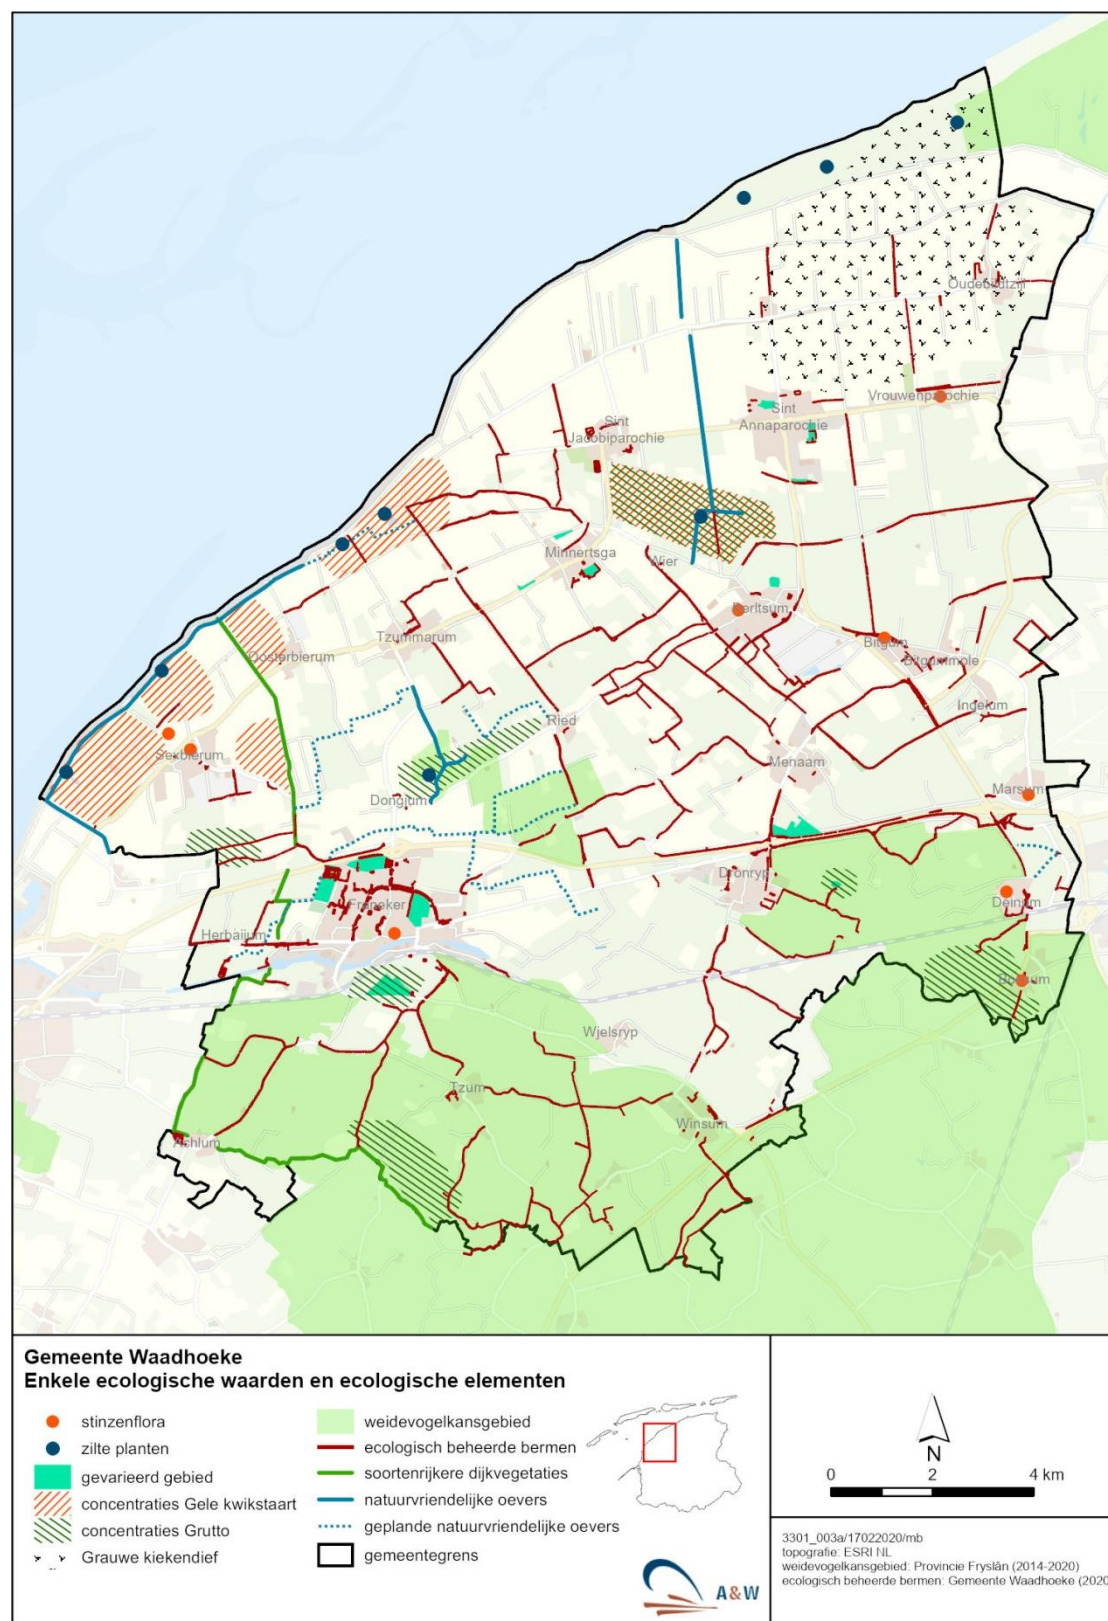 Oudebildtzijl
Vrouwenparochie
Sint
Annaparochie
Sint
Jacobiparochie
Minnertsga
Wier
Berltsum
Tzummarum
Bitgum
Bitgummole
Oosterbierum
Ingelum
Ried
Sexbierum
Menaam
Marsum
Dongjum
Dronryp
Deinum
Franeker
Herbaijum
Boksum
Wjelsryp
Tzum
Winsum
Achlum
Gemeente Waadhoeke
Enkele ecologische waarden en ecologische elementen
stinzenflora
zilte planten
gevarieerd gebied
concentraties Gele kwikstaart
concentraties Grutto
Grauwe kiekendief
weidevogelkansgebied
ecologisch beheerde bermen
soortenrijkere dijkvegetaties
natuurvriendelijke oevers
geplande natuurvriendelijke oevers
gemeentegrens
A&W
N
0 2 4 km
3301_003a/17022020/mb
topografie: ESRI NL
weidevogelkansgebied: Provincie Fryslân (2014-2020)
ecologisch beheerde bermen: Gemeente Waadhoeke (2020